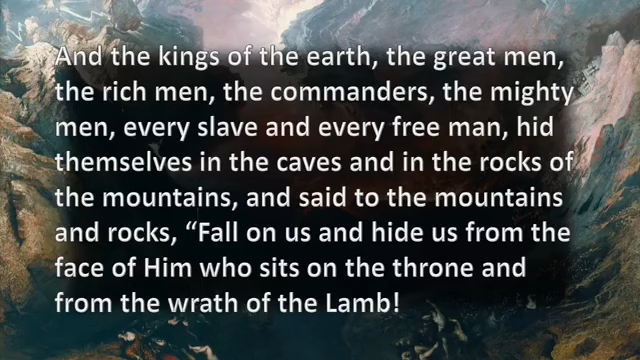 And the kings of the earth, the great men,
the rich men, the commanders, the mighty
men, every slave and every free man, hid
themselves in the caves and in the rocks of
the mountains, and said to the mountains
and rocks, “Fall on us and hide us from the
face of Him who sits on the throne and
from the wrath of the Lamb!